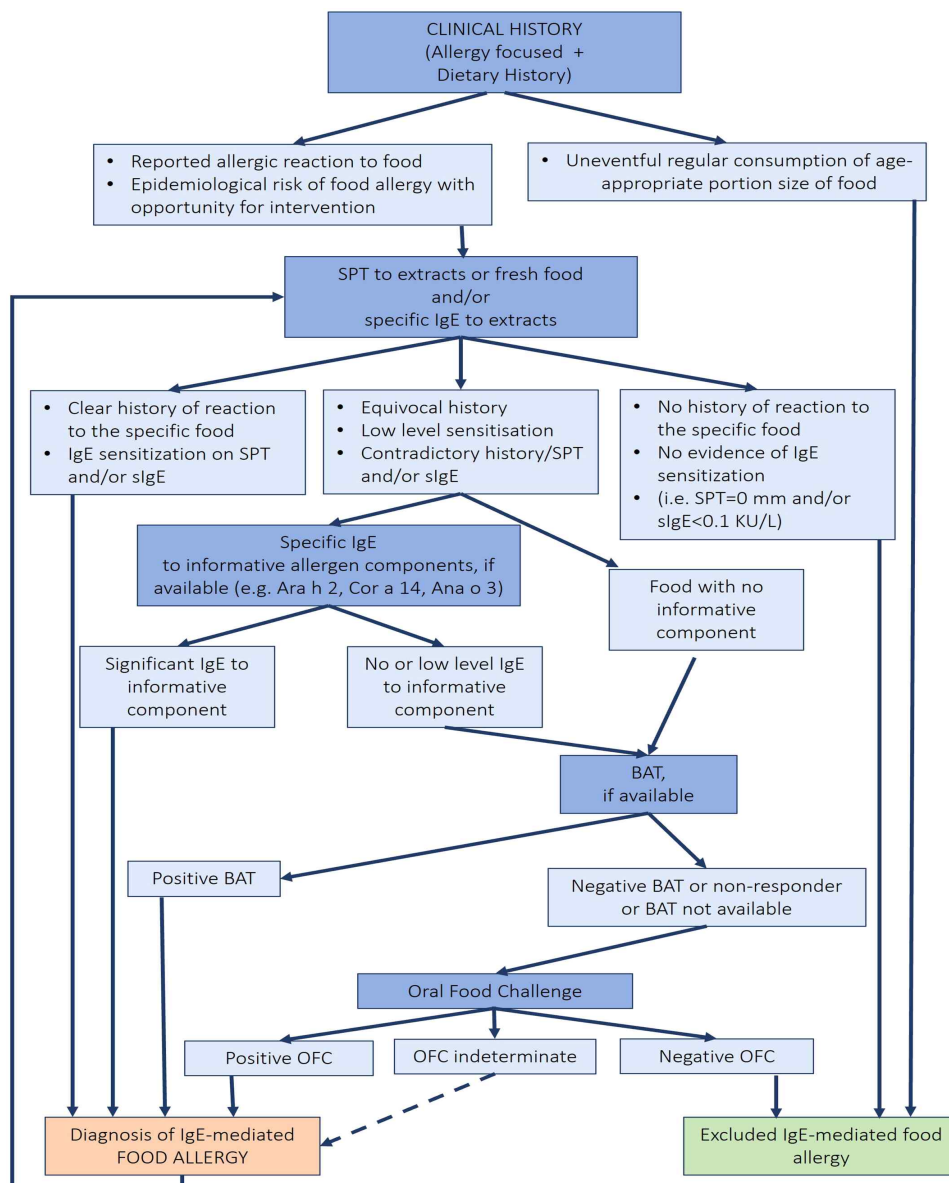 CLINICAL HISTORY
(Allergy focused +
Dietary History)
• Reported allergic reaction to food
• Epidemiological risk of food allergy with
opportunity for intervention
• Uneventful regular consumption of age-
appropriate portion size of food
SPT to extracts or fresh food
and/or
specific IgE to extracts
• Clear history of reaction
to the specific food
• IgE sensitization on SPT
and/or sIgE
• Equivocal history
• Low level sensitisation
• Contradictory history/SPT
and/or sIgE
• No history of reaction to
the specific food
• No evidence of IgE
sensitization
• (i.e. SPT=0 mm and/or
sIgE<0.1 KU/L)
Specific IgE
to informative allergen components, if
available (e.g. Ara h 2, Cor a 14, Ana o 3)
Food with no
informative
component
Significant IgE to
informative
component
No or low level IgE
to informative
component
BAT,
if available
Positive BAT
Negative BAT or non-responder
or BAT not available
Oral Food Challenge
Positive OFC
OFC indeterminate
Negative OFC
Diagnosis of IgE-mediated
FOOD ALLERGY
Excluded IgE-mediated food
allergy